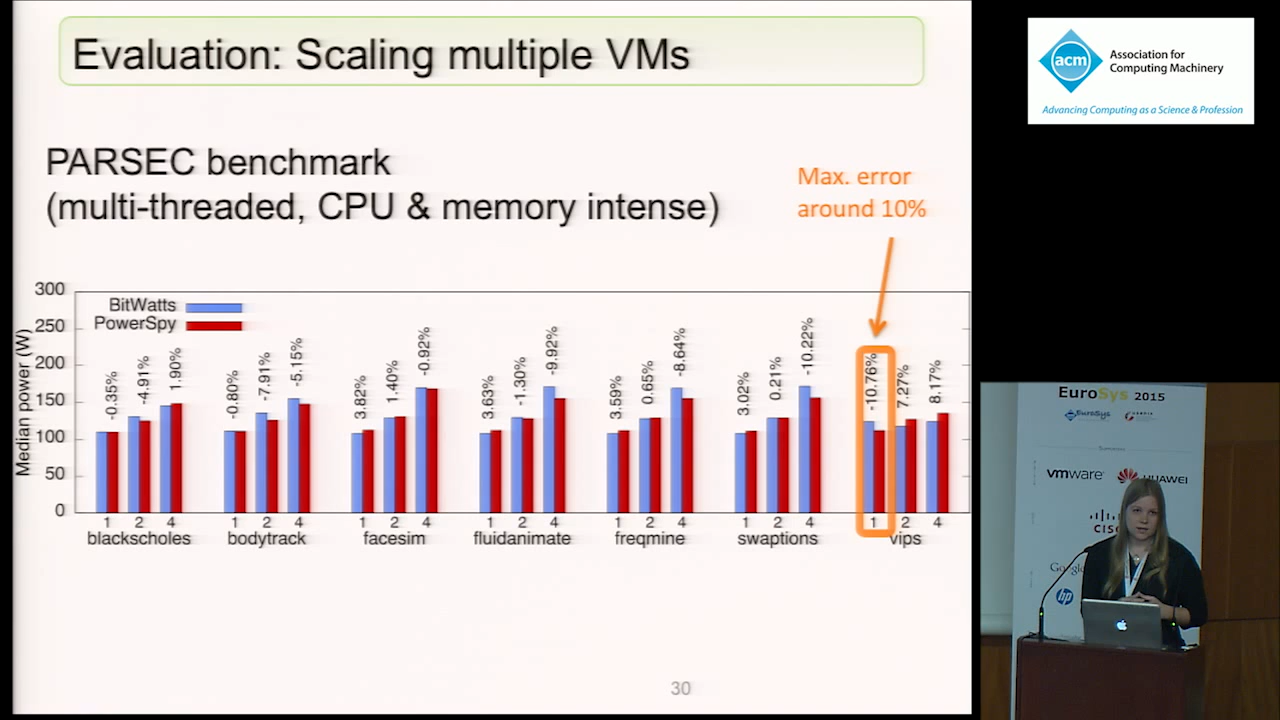 Evaluation: Scaling multiple VMs
PARSEC benchmark
(multi-threaded, CPU & memory intense)
Max. error
around 10%
Median power (W)
300
250
200
150
100
50
0
BitWatts
PowerSpy
-0.35%
-4.91%
1.90%
-0.80%
-7.91%
-5.15%
3.82%
1.40%
-0.92%
3.63%
-1.30%
-9.92%
3.59%
0.65%
-8.64%
3.02%
0.21%
-10.22%
-10.76%
7.27%
8.17%
1 2 4 1 2 4 1 2 4 1 2 4 1 2 4 1 2 4 1 2 4
blackscholes bodytrack facesim fluidanimate freqmine swaptions vips
30
acm
Association for
Computing Machinery
Advancing Computing as a Science & Profession
EuroSys 2015
EuroSys
vmware
HUAWEI
CISC
Google
hp